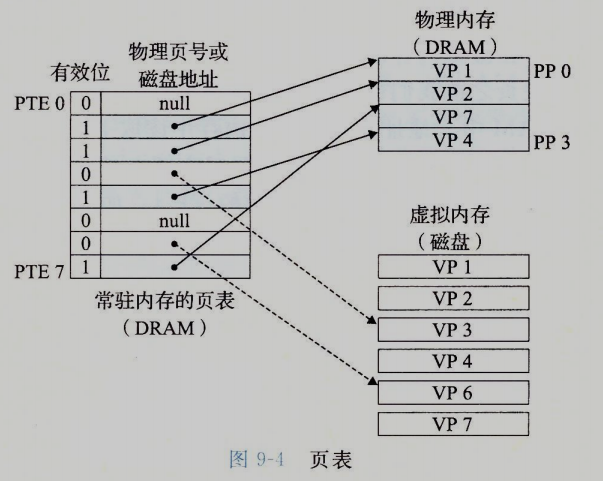 物理页号或
有效位 磁盘地址
PTE 0 0 null
1
1
0
1
0 null
0
PTE 7 1
常驻内存的页表
（DRAM）
物理内存
（DRAM）
VP 1 PP 0
VP 2
VP 7
VP 4 PP 3
虚拟内存
（磁盘）
VP 1
VP 2
VP 3
VP 4
VP 6
VP 7
图 9-4 页表